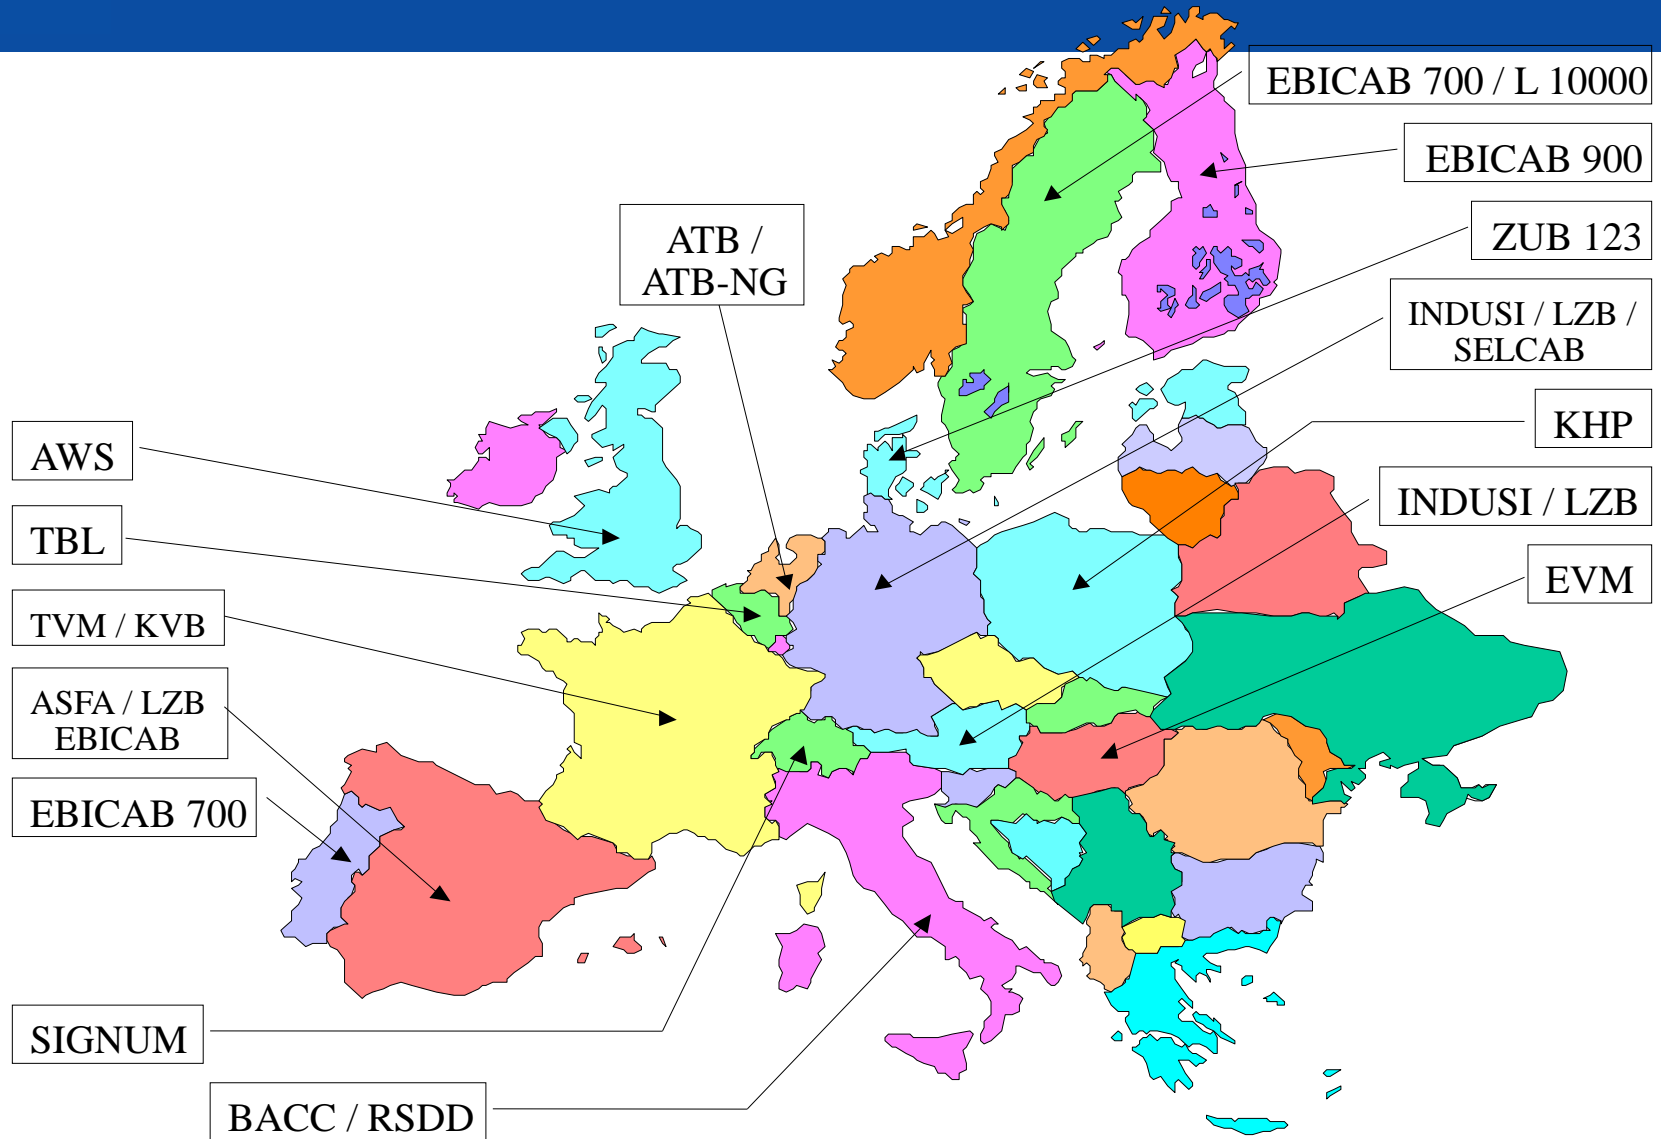 EBICAB 700 / L 10000
EBICAB 900
ZUB 123
ATB /
ATB-NG
INDUSI / LZB /
SELCAB
KHP
INDUSI / LZB
EVM
AWS
TBL
TVM / KVB
ASFA / LZB
EBICAB
EBICAB 700
SIGNUM
BACC / RSDD